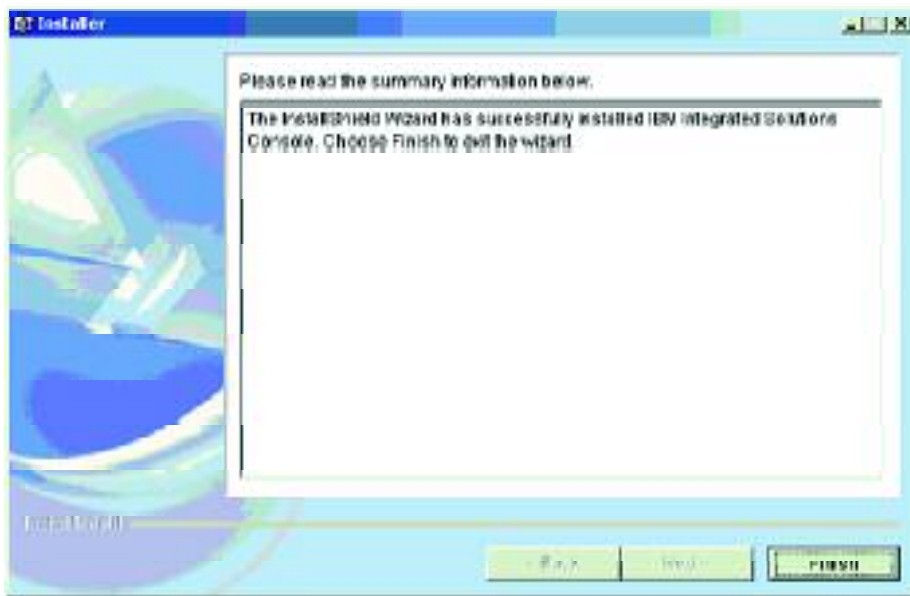 Installer
Please read the summary information below.
The InstallShield Wizard has successfully installed IBM Integrated Solutions
Console. Choose Finish to exit the wizard.
InstallShield
< Back
Next >
Finish